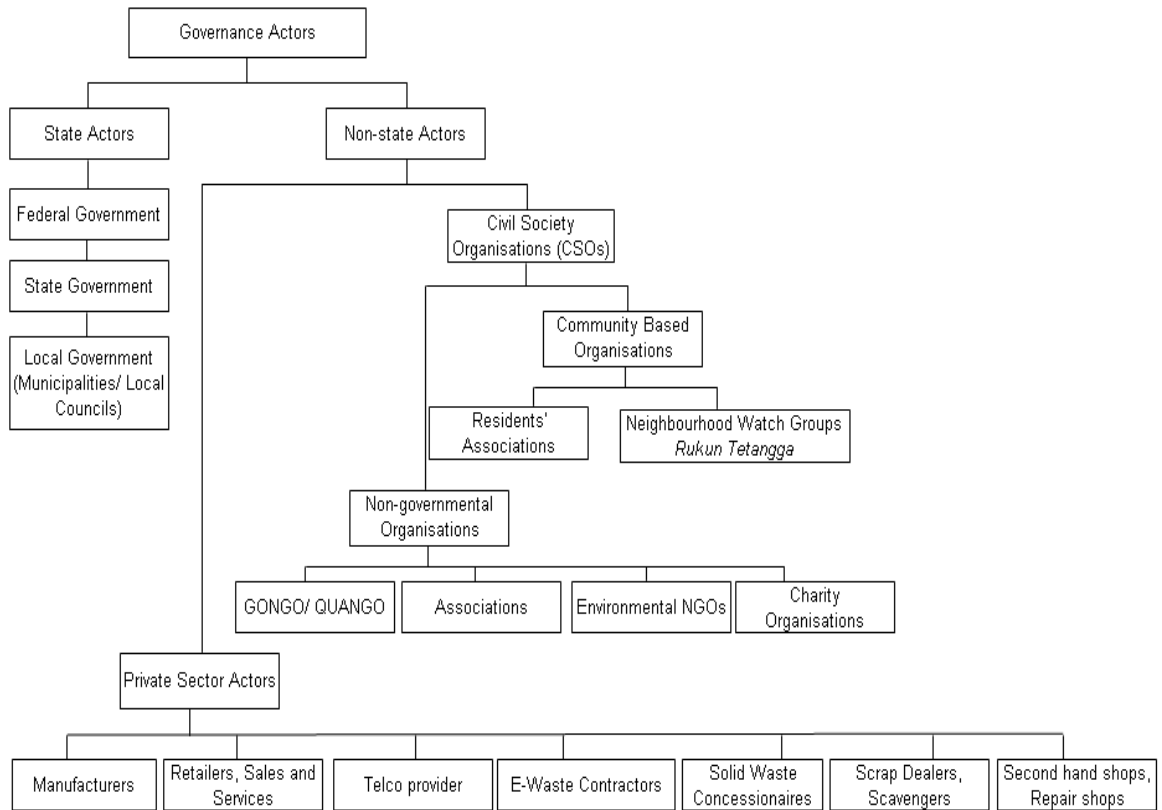 Governance Actors
State Actors
Non-state Actors
Federal Government
Civil Society
Organisations (CSOs)
State Government
Community Based
Organisations
Local Government
(Municipalities/ Local
Councils)
Residents'
Associations
Neighbourhood Watch Groups
Rukun Tetangga
Non-governmental
Organisations
GONGO/ QUANGO
Associations
Environmental NGOs
Charity
Organisations
Private Sector Actors
Manufacturers
Retailers, Sales and
Services
Telco provider
E-Waste Contractors
Solid Waste
Concessionaires
Scrap Dealers,
Scavengers
Second hand shops,
Repair shops